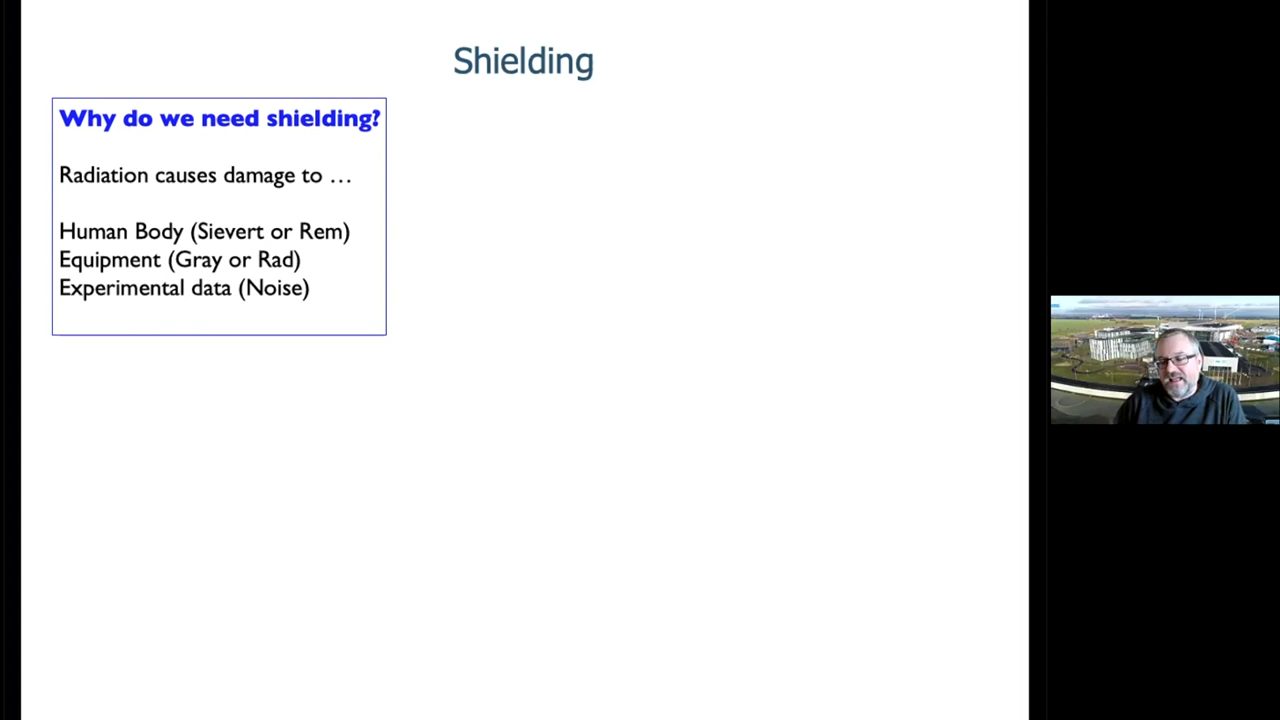 Shielding
Why do we need shielding?
Radiation causes damage to …
Human Body (Sievert or Rem)
Equipment (Gray or Rad)
Experimental data (Noise)